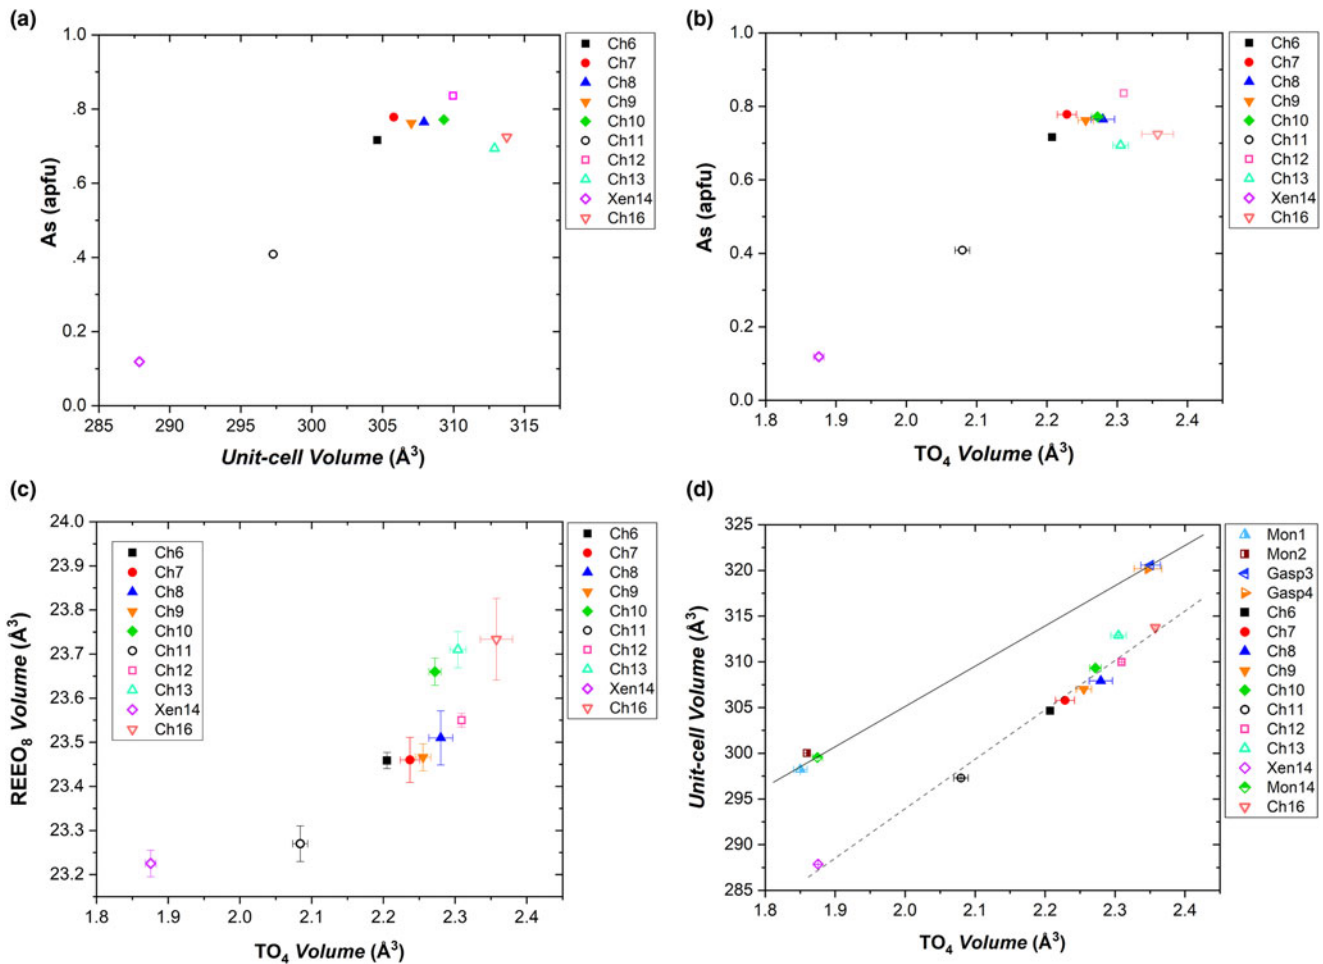 (a)
1.0
.8
.6
.4
0.2
0.0
As (apfu)
285 290 295 300 305 310 315
Unit-cell Volume (Å³)
Ch6
Ch7
Ch8
Ch9
Ch10
Ch11
Ch12
Ch13
Xen14
Ch16
(b)
1.0
0.8
0.6
0.4
0.2
0.0
As (apfu)
1.8 1.9 2.0 2.1 2.2 2.3 2.4
TO₄ Volume (Å³)
Ch6
Ch7
Ch8
Ch9
Ch10
Ch11
Ch12
Ch13
Xen14
Ch16
(c)
24.0
23.9
23.8
23.7
23.6
23.5
23.4
23.3
23.2
REEO₈ Volume (Å³)
Ch6
Ch7
Ch8
Ch9
Ch10
Ch11
Ch12
Ch13
Xen14
Ch16
1.8 1.9 2.0 2.1 2.2 2.3 2.4
TO₄ Volume (Å³)
Ch6
Ch7
Ch8
Ch9
Ch10
Ch11
Ch12
Ch13
Xen14
Ch16
(d)
325
320
315
310
305
300
295
290
285
Unit-cell Volume (Å³)
1.8 1.9 2.0 2.1 2.2 2.3 2.4
TO₄ Volume (Å³)
Mon1
Mon2
Gasp3
Gasp4
Ch6
Ch7
Ch8
Ch9
Ch10
Ch11
Ch12
Ch13
Xen14
Mon14
Ch16